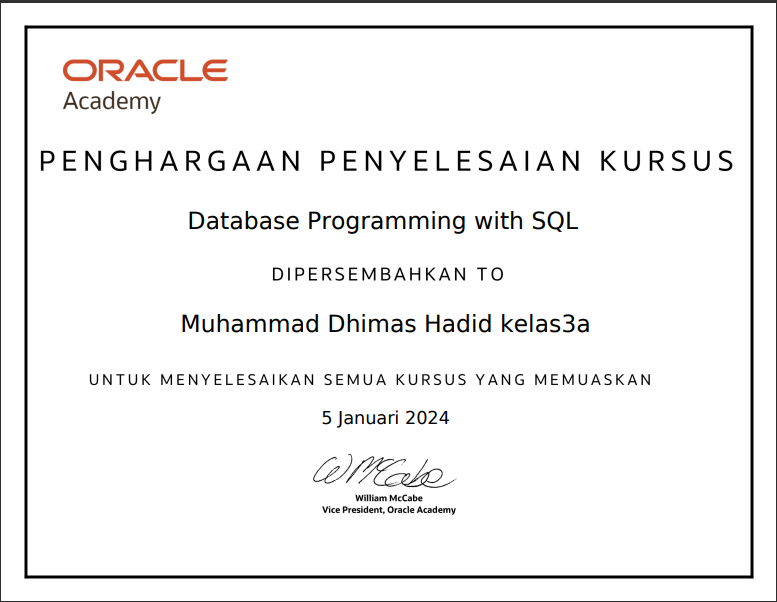 ORACLE
Academy
PENGHARGAAN PENYELESAIAN KURSUS
Database Programming with SQL
DIPERSEMBAHKAN TO
Muhammad Dhimas Hadid kelas3a
UNTUK MENYELESAIKAN SEMUA KURSUS YANG MEMUASKAN
5 Januari 2024
W McCabe
William McCabe
Vice President, Oracle Academy